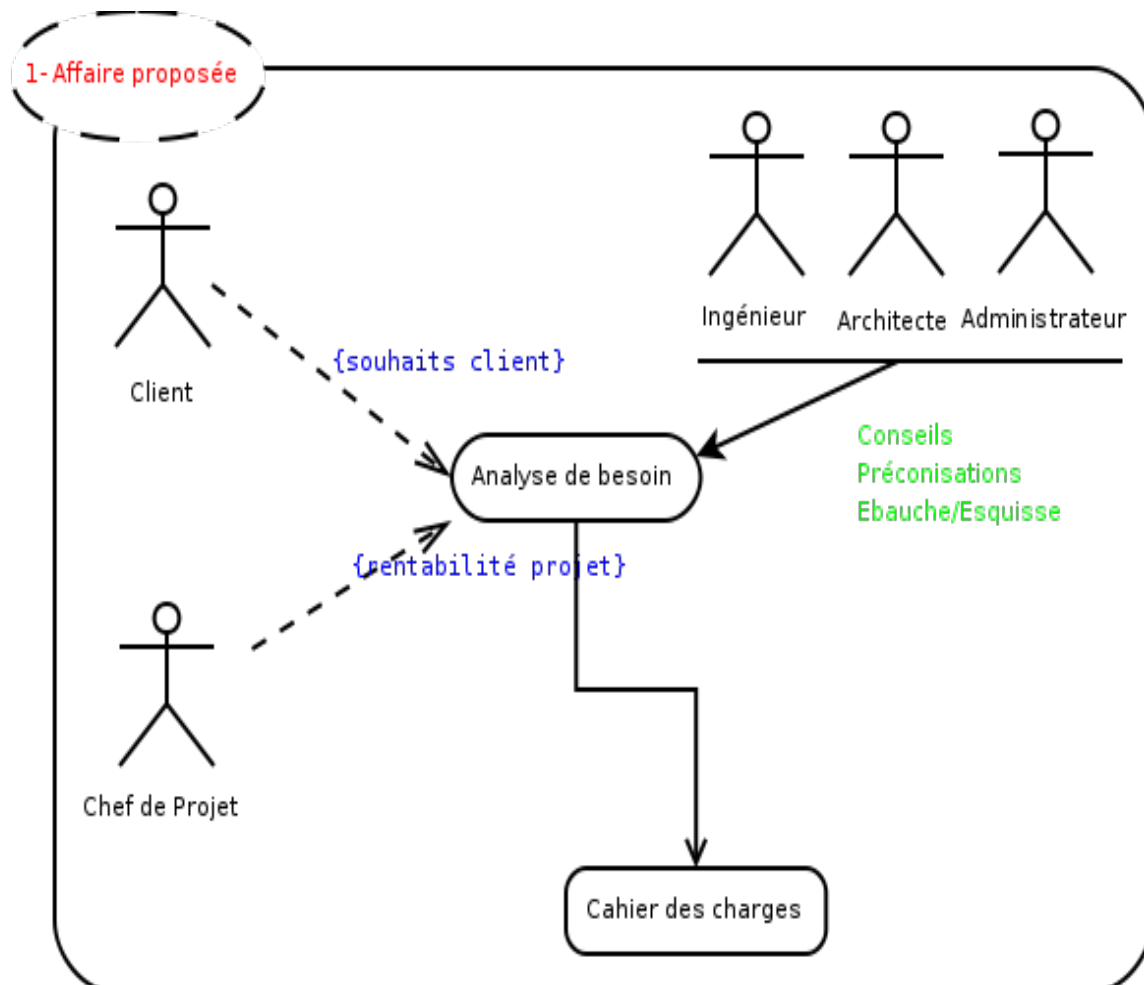 1- Affaire proposée
Ingénieur
Architecte
Administrateur
Client
{souhaits client}
Conseils
Préconisations
Ebauche/Esquisse
Analyse de besoin
{rentabilité projet}
Chef de Projet
Cahier des charges